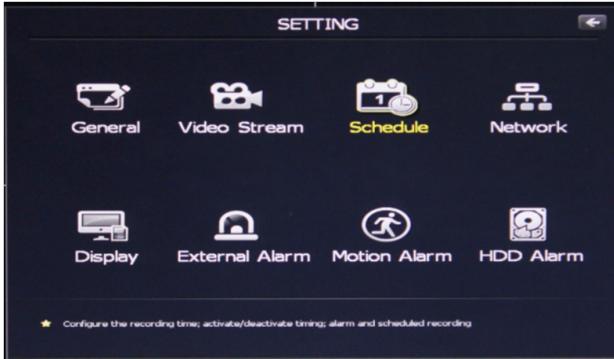 SETTING
General Video Stream Schedule Network
1
Display External Alarm Motion Alarm HDD Alarm
Configure the recording time; activate/deactivate timing; alarm and scheduled recording